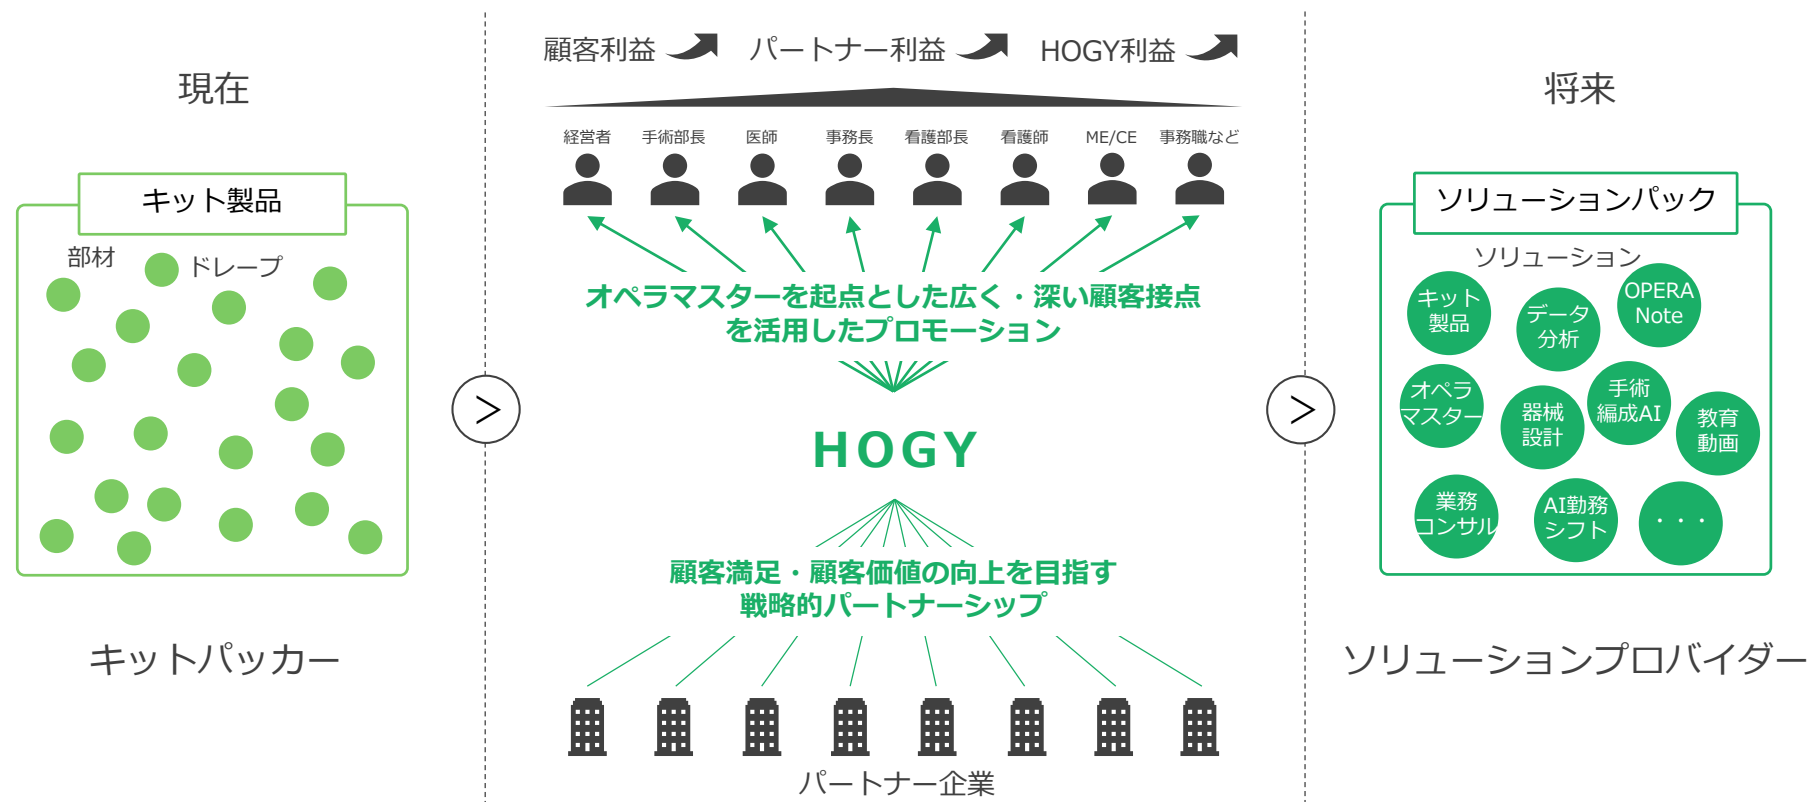 現在
キット製品
部材
ドレープ
キットパッカー
>
顧客利益
パートナー利益
HOGY利益
経営者
手術部長
医師
事務長
看護部長
看護師
ME/CE
事務職など
オペラマスターを起点とした広く・深い顧客接点
を活用したプロモーション
HOGY
顧客満足・顧客価値の向上を目指す
戦略的パートナーシップ
パートナー企業
>
将来
ソリューションパック
ソリューション
キット
製品
データ
分析
OPERA
Note
オペラ
マスター
器械
設計
手術
編成AI
教育
動画
業務
コンサル
AI勤務
シフト
・・・
ソリューションプロバイダー